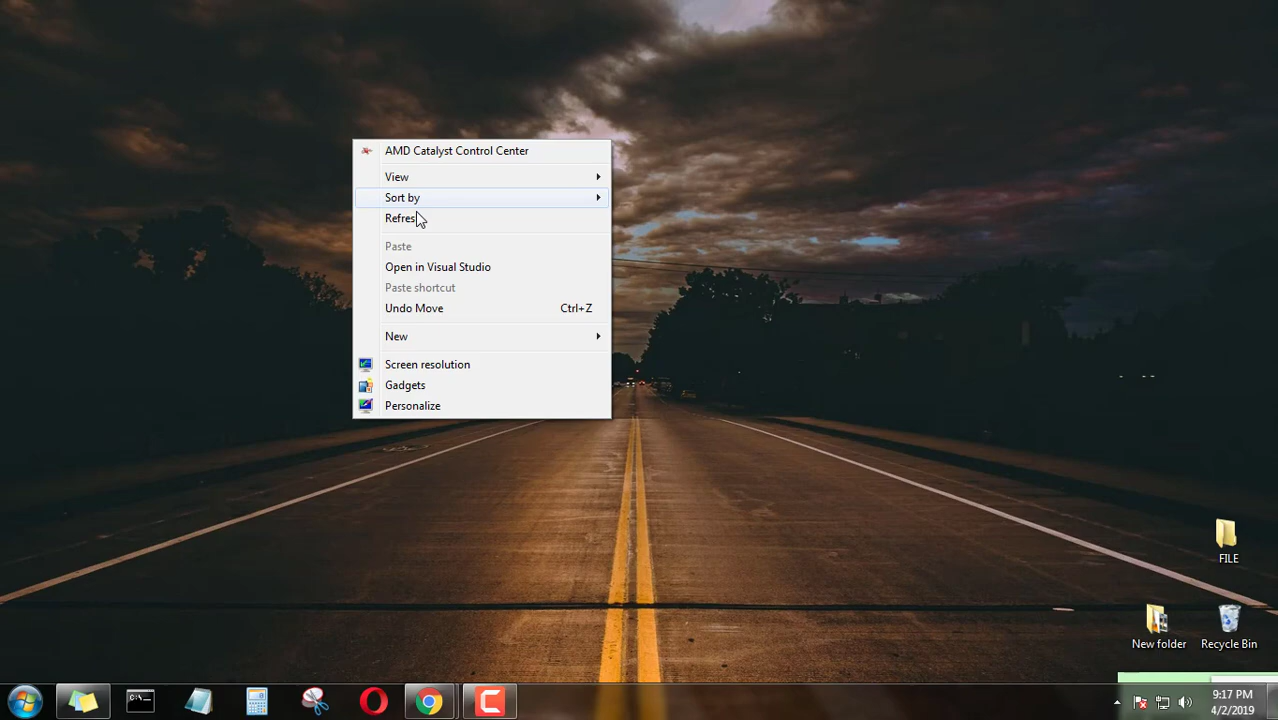 AMD Catalyst Control Center
View
Sort by
Refres
Paste
Open in Visual Studio
Paste shortcut
Undo Move Ctrl+Z
New
Screen resolution
Gadgets
Personalize
FILE
New folder Recycle Bin
C:\_
9:17 PM
4/2/2019